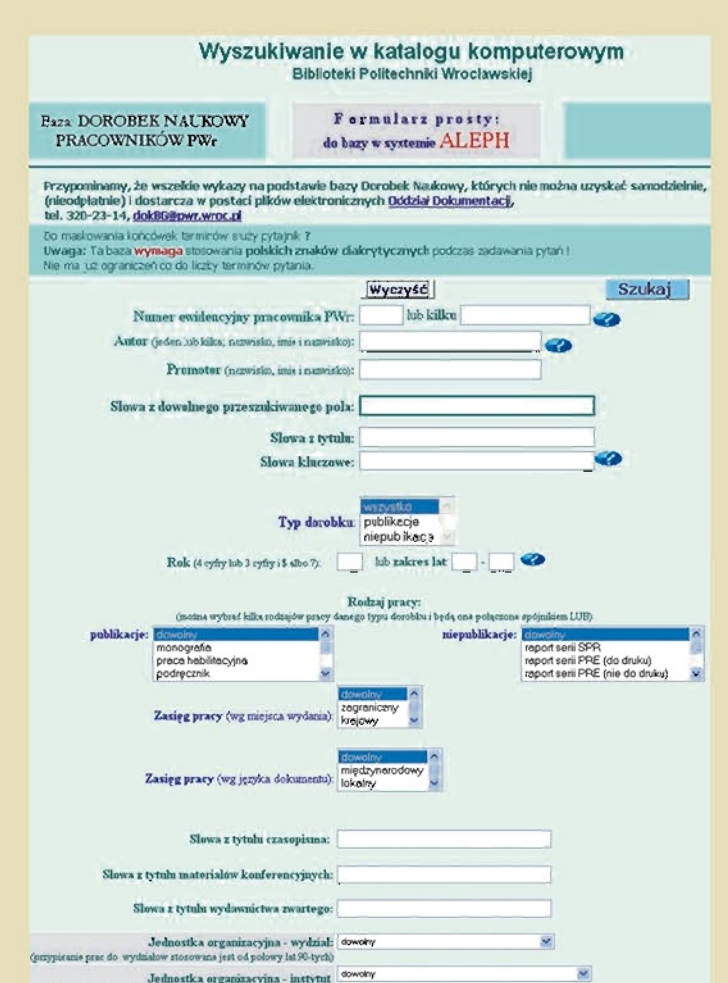 Wyszukiwanie w katalogu komputerowym
Biblioteki Politechniki Wrocławskiej
Baza: DOROBEK NAUKOWY
PRACOWNIKÓW PWr
Formularz prosty:
do bazy w systemie ALEPH
Przypominamy, że wszelkie wykazy na podstawie bazy Dorobek Naukowy, których nie można uzyskać samodzielnie,
(nieodpłatnie) i dostarcza w postaci plików elektronicznych Oddział Dokumentacji,
tel. 320-23-14, dokBG@pwr.wroc.pl
Do maskowania końcówek terminów służy pytajnik ?
Uwaga: Ta baza wymaga stosowania polskich znaków diakrytycznych podczas zadawania pytań !
Nie ma już ograniczeń co do liczby terminów pytania.
Wyczyść Szukaj
Numer ewidencyjny pracownika PWr: lub kilku
Autor (jeden lub kilka; nazwisko, imię i nazwisko):
Promotor (nazwisko, imię i nazwisko):
Słowa z dowolnego przeszukiwanego pola:
Słowa z tytułu:
Słowa kluczowe:
Typ dorobku: wszystko
publikacje
niepublikacje
Rok (4 cyfry lub 3 cyfry i $ albo ?): lub zakres lat -
Rodzaj pracy:
(można wybrać kilka rodzajów pracy danego typu dorobku i będą one połączone spójnikiem LUB)
publikacje: dowolny
monografia
praca habilitacyjna
podręcznik
niepublikacje: dowolny
raport serii SPR
raport serii PRE (do druku)
raport serii PRE (nie do druku)
Zasięg pracy (wg miejsca wydania): dowolny
zagraniczny
krajowy
Zasięg pracy (wg języka dokumentu): dowolny
międzynarodowy
lokalny
Słowa z tytułu czasopisma:
Słowa z tytułu materiałów konferencyjnych:
Słowa z tytułu wydawnictwa zwartego:
Jednostka organizacyjna - wydział: dowolny
(przypisanie prac do wydziałów stosowane jest od połowy lat 90-tych)
Jednostka organizacyjna - instytut dowolny